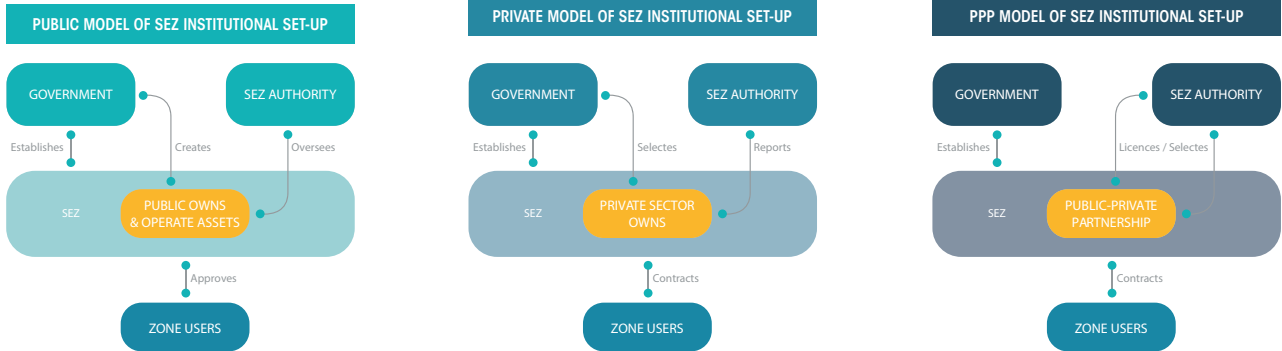 PUBLIC MODEL OF SEZ INSTITUTIONAL SET-UP
GOVERNMENT
SEZ AUTHORITY
Establishes
Creates
Oversees
SEZ
PUBLIC OWNS
& OPERATE ASSETS
Approves
ZONE USERS
PRIVATE MODEL OF SEZ INSTITUTIONAL SET-UP
GOVERNMENT
SEZ AUTHORITY
Establishes
Selectes
Reports
SEZ
PRIVATE SECTOR
OWNS
Contracts
ZONE USERS
PPP MODEL OF SEZ INSTITUTIONAL SET-UP
GOVERNMENT
SEZ AUTHORITY
Establishes
Licences / Selectes
SEZ
PUBLIC-PRIVATE
PARTNERSHIP
Contracts
ZONE USERS